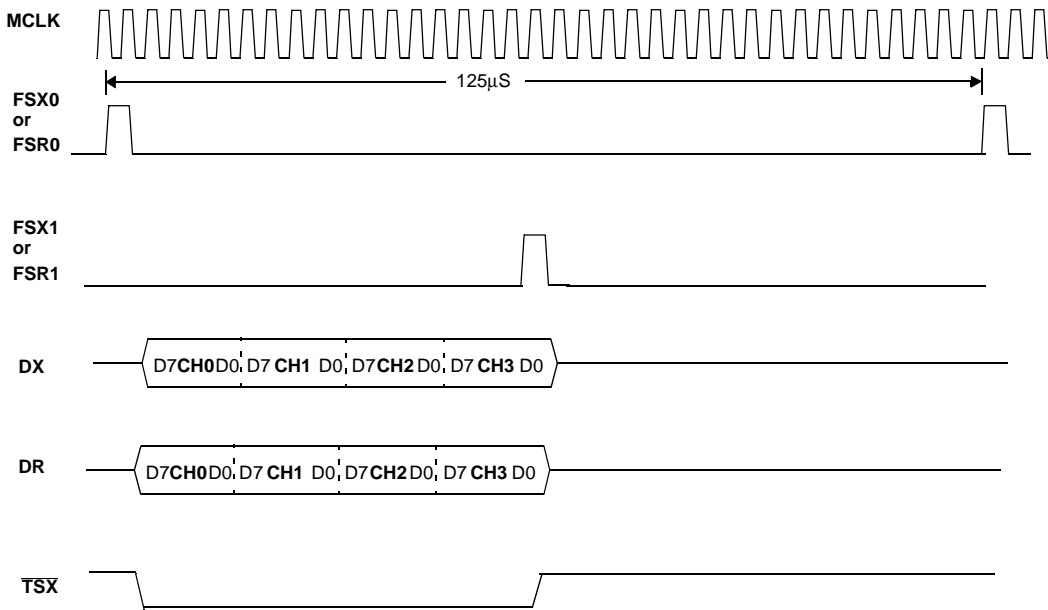 MCLK
125µS
FSX0
or
FSR0
FSX1
or
FSR1
DX
D7 CH0 D0 D7 CH1 D0 D7 CH2 D0 D7 CH3 D0
DR
D7 CH0 D0 D7 CH1 D0 D7 CH2 D0 D7 CH3 D0
TSX